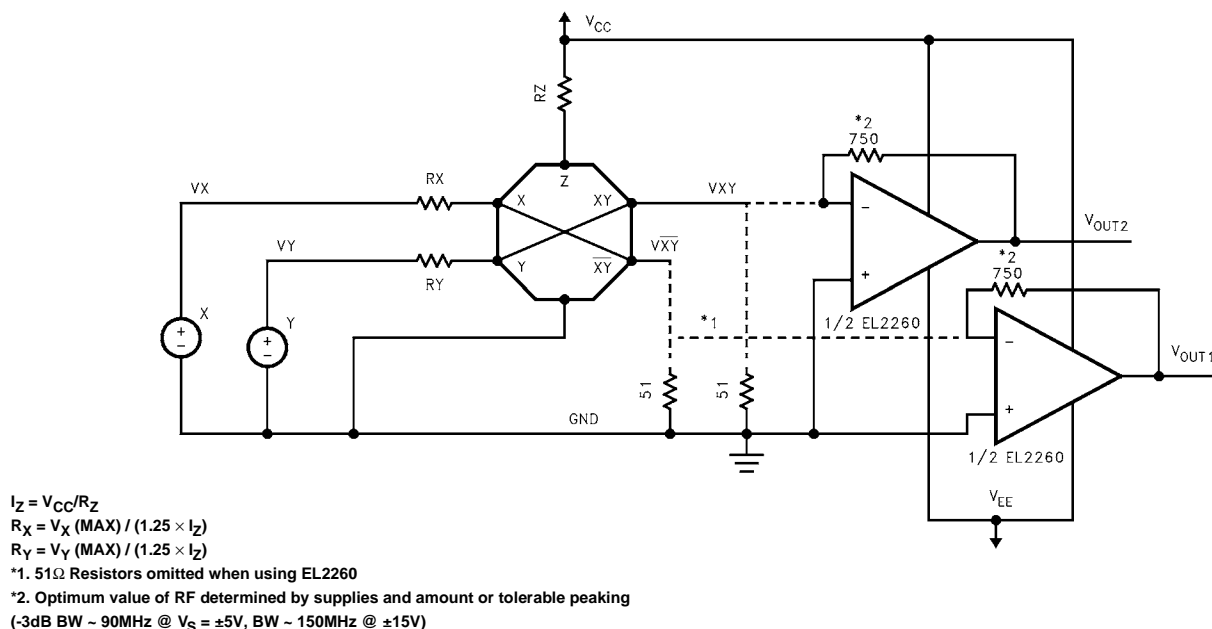 VCC
RZ
*2
750
Z
VX
RX
X
XY
VXY
-
+
VOUT2
VY
RY
Y
X̅Y̅
VX̅Y̅
*2
750
1/2 EL2260
X
+
-
Y
+
-
*1
-
+
VOUT1
51
51
GND
1/2 EL2260
VEE
IZ = VCC/RZ
RX = VX (MAX) / (1.25 × IZ)
RY = VY (MAX) / (1.25 × IZ)
*1. 51Ω Resistors omitted when using EL2260
*2. Optimum value of RF determined by supplies and amount or tolerable peaking
(-3dB BW ~ 90MHz @ VS = ±5V, BW ~ 150MHz @ ±15V)